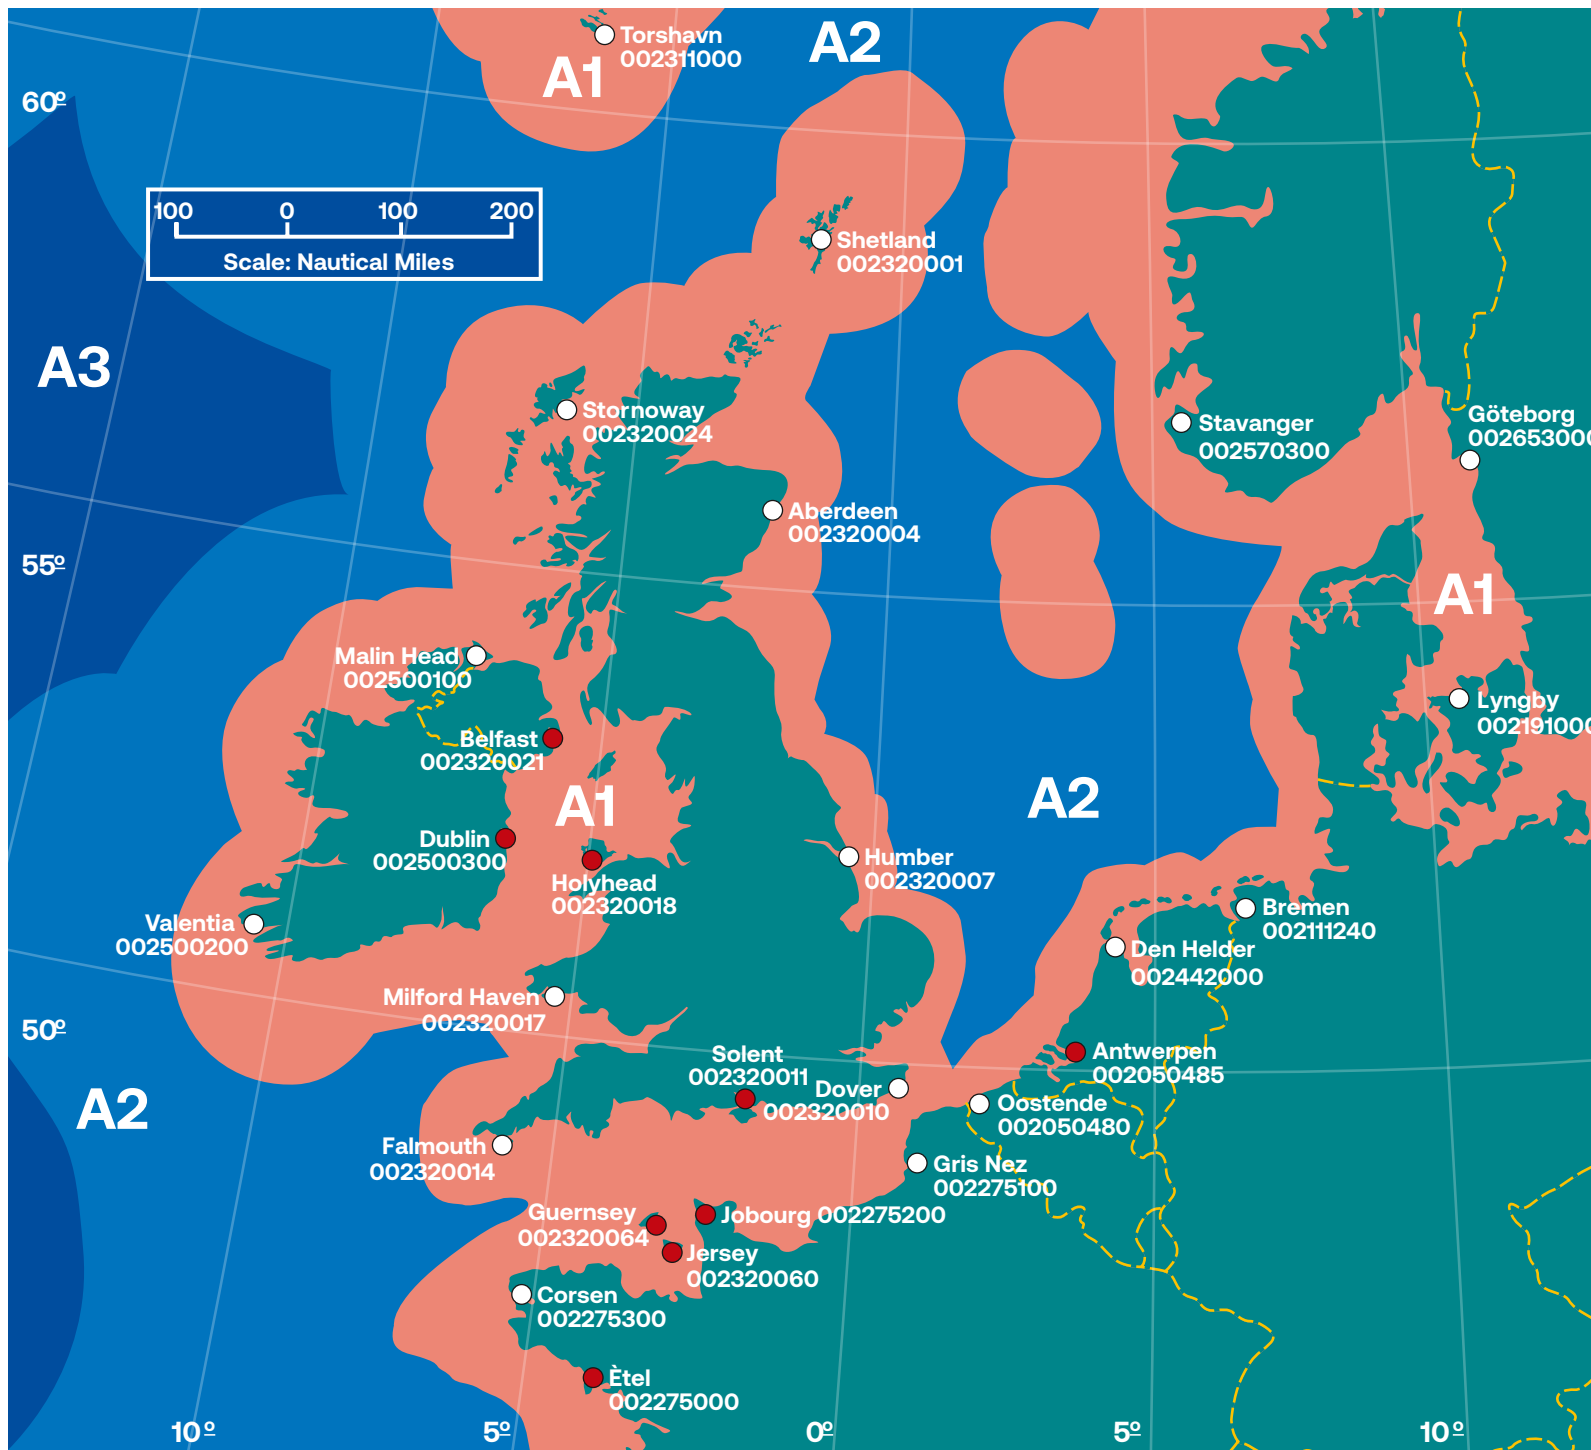 Torshavn
002311000
A1
A2
60º
100 0 100 200
Scale: Nautical Miles
Shetland
002320001
A3
Stornoway
002320024
Stavanger
002570300
Göteborg
002653000
Aberdeen
002320004
55º
A1
Malin Head
002500100
Lyngby
002191000
Belfast
002320021
A1
A2
Dublin
002500300
Holyhead
002320018
Humber
002320007
Valentia
002500200
Bremen
002111240
Den Helder
002442000
Milford Haven
002320017
50º
Solent
002320011
Antwerpen
002050485
Dover
002320010
A2
Oostende
002050480
Falmouth
002320014
Gris Nez
002275100
Guernsey
002320064
Jobourg 002275200
Jersey
002320060
Corsen
002275300
Ètel
002275000
10º 5º 0º 5º 10º